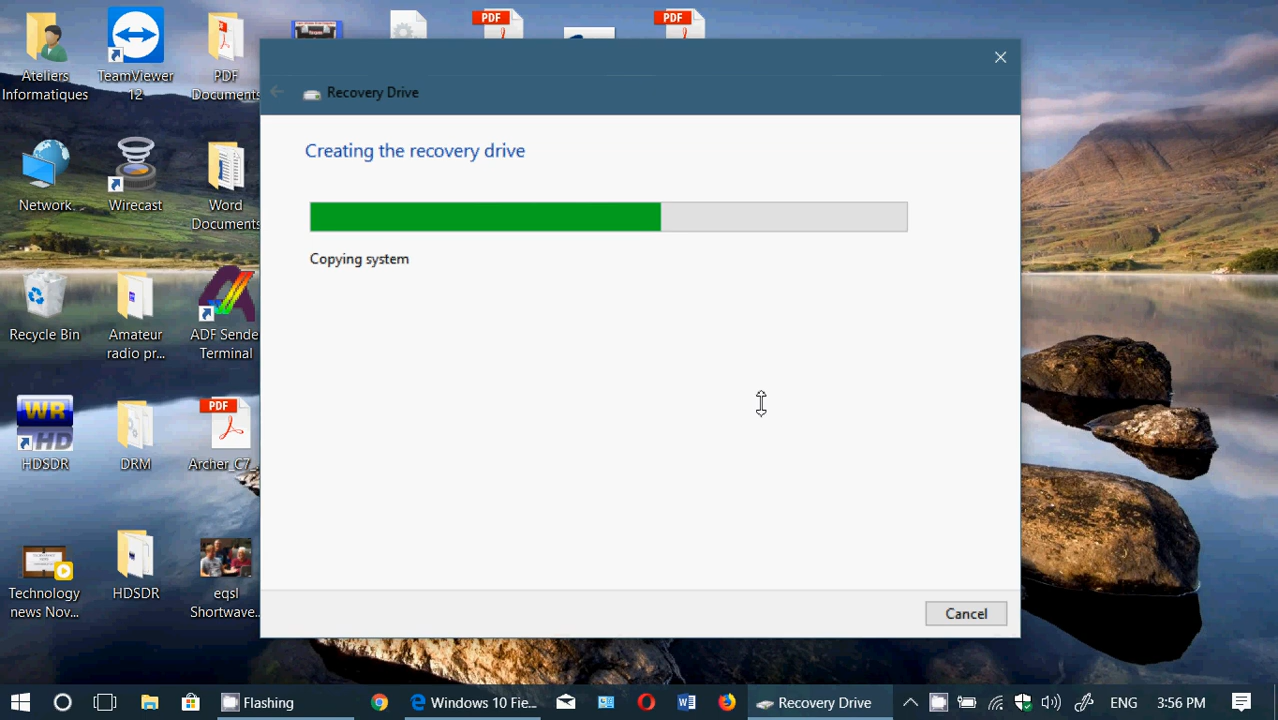 PDF
PDF
Ateliers
Informatiques
TeamViewer
12
PDF
Documents
Recovery Drive
Creating the recovery drive
Copying system
Network
Wirecast
Word
Documents
Recycle Bin
Amateur
radio pr...
ADF Sende
Terminal
WR
HD
HDSDR
DRM
PDF
Archer_C7_
Technology
news Nov...
HDSDR
eqsl
Shortwave...
Cancel
Flashing
Windows 10 Fie...
Recovery Drive
ENG
3:56 PM